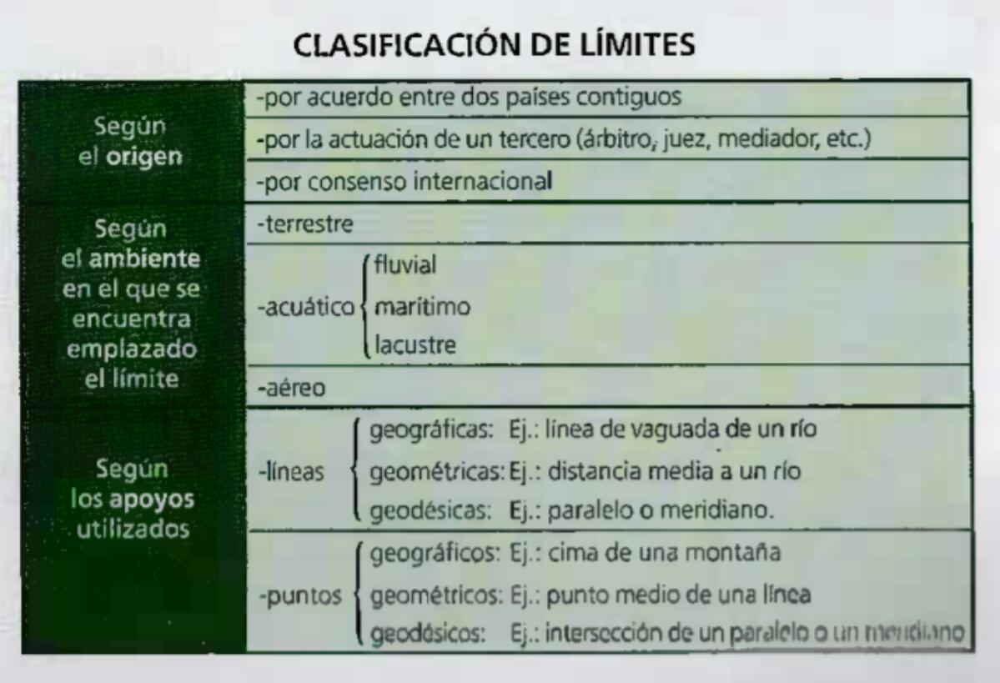 CLASIFICACIÓN DE LÍMITES
Según
el origen
-por acuerdo entre dos países contiguos
-por la actuación de un tercero (árbitro, juez, mediador, etc.)
-por consenso internacional
Según
el ambiente
en el que se
encuentra
emplazado
el límite
-terrestre
-acuático
fluvial
marítimo
lacustre
-aéreo
Según
los apoyos
utilizados
-líneas
geográficas: Ej.: línea de vaguada de un río
geométricas: Ej.: distancia media a un río
geodésicas: Ej.: paralelo o meridiano.
-puntos
geográficos: Ej.: cima de una montaña
geométricos: Ej.: punto medio de una línea
geodésicos: Ej.: intersección de un paralelo o un meridiano